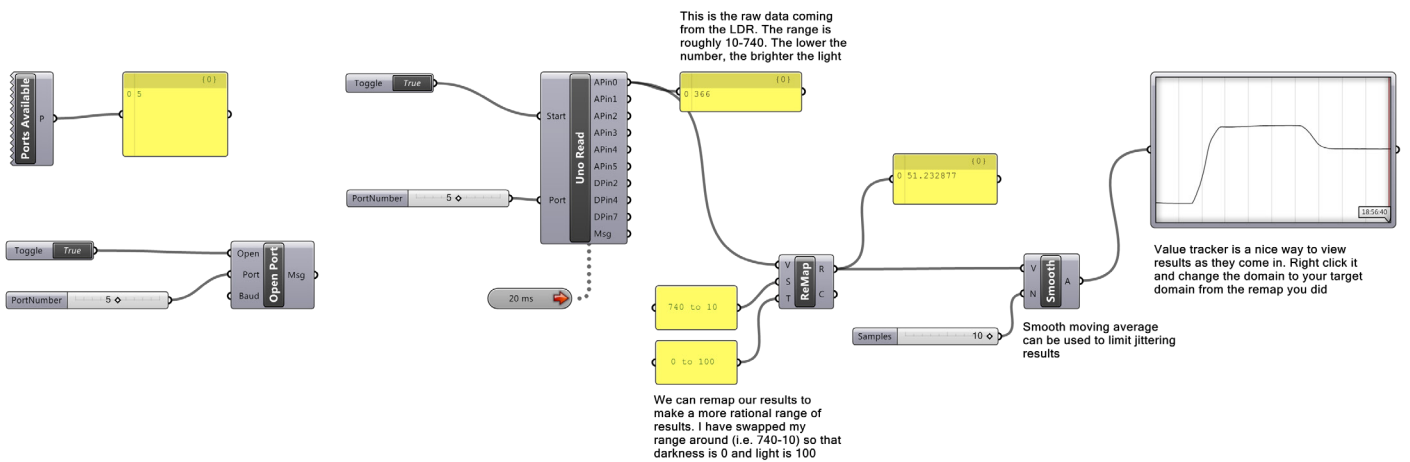 This is the raw data coming
from the LDR. The range is
roughly 10-740. The lower the
number, the brighter the light
Ports Available
P
{0}
0 5
Toggle True
Open
Port
Baud
Open Port
Msg
PortNumber 5
Toggle True
PortNumber 5
Start
Port
Uno Read
APin0
APin1
APin2
APin3
APin4
APin5
DPin2
DPin4
DPin7
Msg
20 ms
{0}
0 366
740 to 10
0 to 100
V
S
T
ReMap
R
C
We can remap our results to
make a more rational range of
results. I have swapped my
range around (i.e. 740-10) so that
darkness is 0 and light is 100
{0}
0 51.232877
Samples 10
V
N
Smooth
A
Smooth moving average
can be used to limit jittering
results
18:56:40
Value tracker is a nice way to view
results as they come in. Right click it
and change the domain to your target
domain from the remap you did